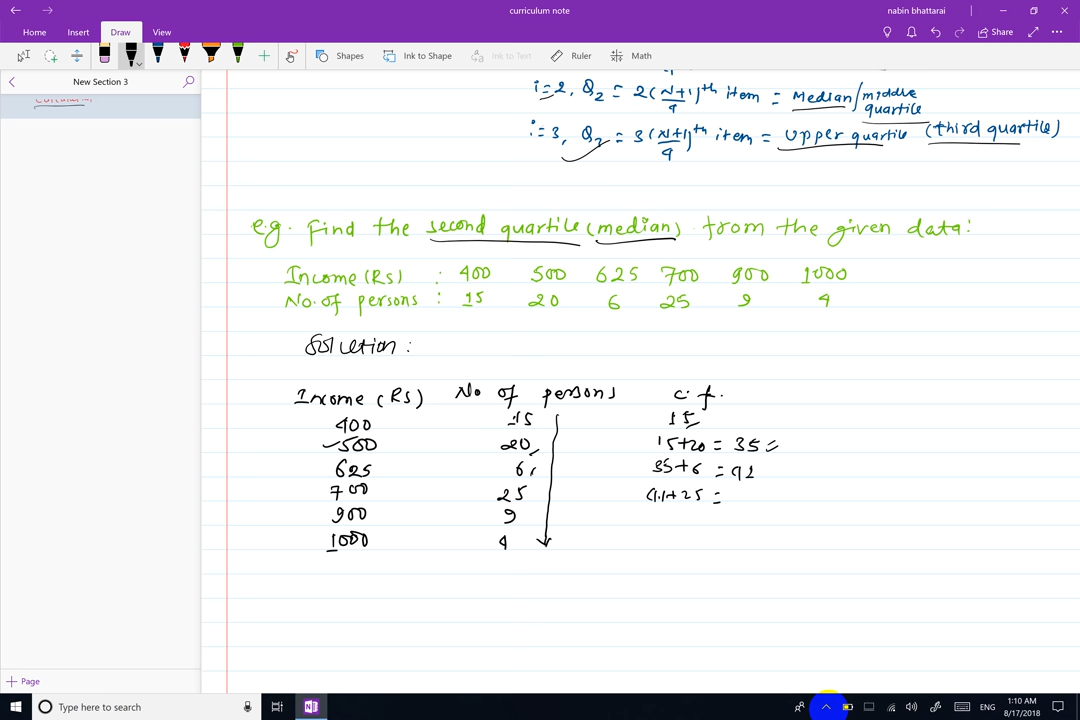 curriculum note
nabin bhattarai
Home Insert Draw View
Share
Shapes Ink to Shape Ink to Text Ruler Math
New Section 3
i=2, Q2 = 2(N+1/4)th item = Median/middle quartile
i=3, Q3 = 3(N+1/4)th item = Upper quartile (third quartile)
e.g. Find the second quartile (median) from the given data:
Income (Rs) : 400 500 625 700 900 1000
No. of persons : 15 20 6 25 9 4
Solution :
Income (Rs) No of persons c.f.
400 15 15
500 20 15+20 = 35
625 6 35+6 = 41
700 25 41+25 =
900 9
1000 4
+ Page
Type here to search
ENG
1:10 AM
8/17/2018